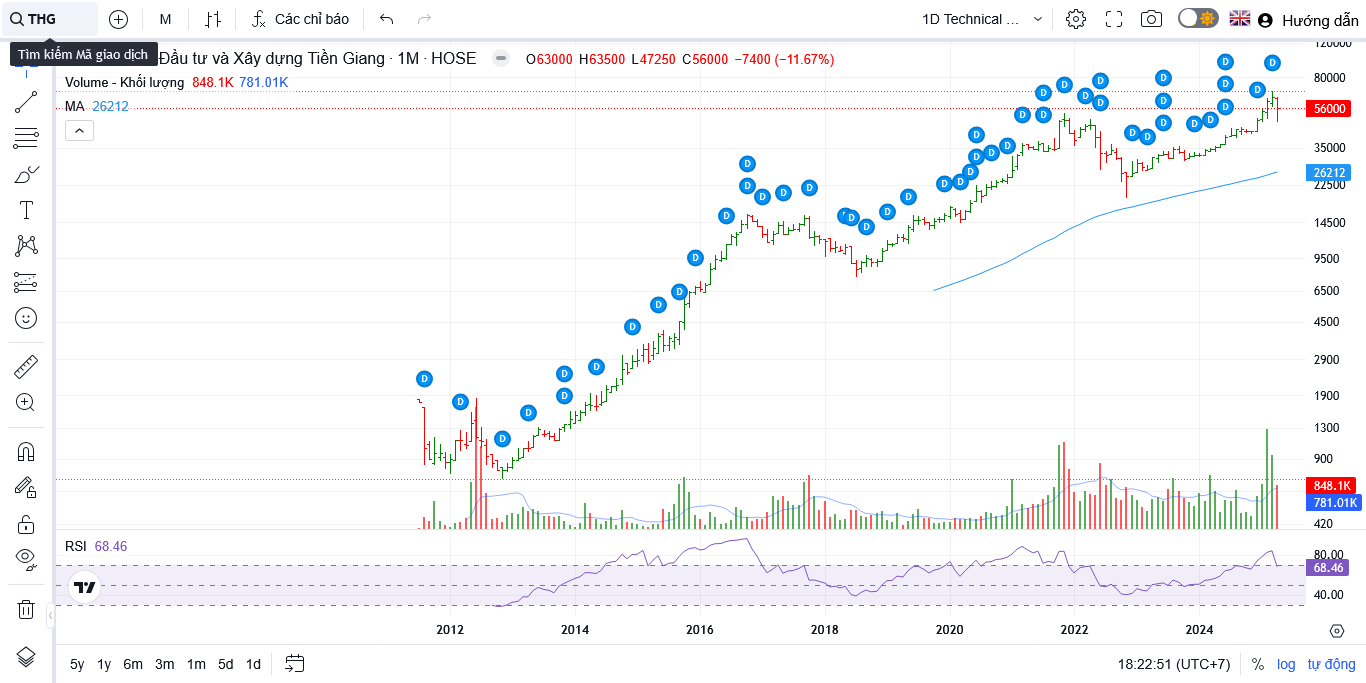 THG
M
Các chỉ báo
1D Technical ...
Hướng dẫn
Tìm kiếm Mã giao dịch
Đầu tư và Xây dựng Tiền Giang · 1M · HOSE
O63000 H63500 L47250 C56000 −7400 (−11.67%)
Volume - Khối lượng 848.1K 781.01K
MA 26212
120000
80000
56000
35000
26212
22500
14500
9500
6500
4500
2900
1900
1300
900
848.1K
781.01K
420
D D D D D D D D D D D D D D D D D D D D D D D D D D D D D D D D D D D D D D D D D D D D D D D D D D
RSI 68.46
80.00
68.46
40.00
2012 2014 2016 2018 2020 2022 2024
5y 1y 6m 3m 1m 5d 1d
18:22:51 (UTC+7) % log tự động